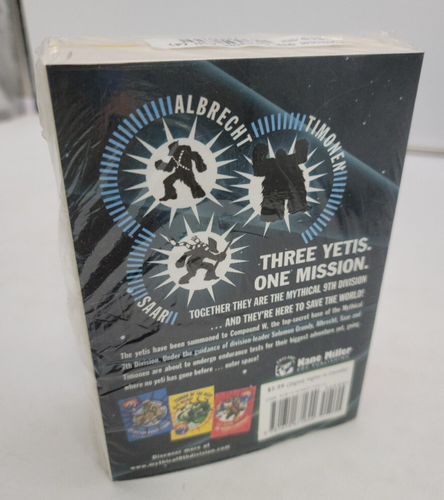 ALBRECHT
TIMONEN
SAAR
THREE YETIS.
ONE MISSION.
TOGETHER THEY ARE THE MYTHICAL 9TH DIVISION
. . . AND THEY'RE HERE TO SAVE THE WORLD!
The yetis have been summoned to Compound W, the top-secret base of the Mythical
9th Division. Under the guidance of division-leader Solomon Grundy, Albrecht, Saar and
Timonen are about to undergo endurance tests for their biggest adventure yet, going
where no yeti has gone before . . . outer space!
Kane Miller
Discover more at
www.mythical9thdivision.com